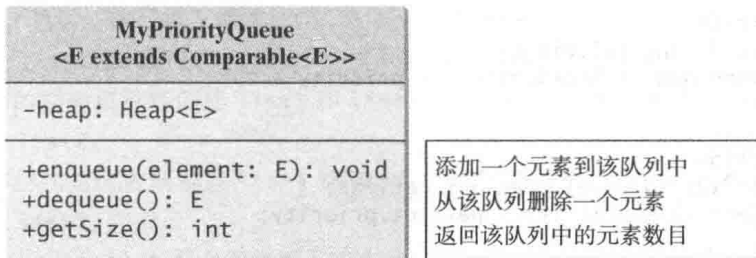 MyPriorityQueue
<E extends Comparable<E>>
-heap: Heap<E>
+enqueue(element: E): void
+dequeue(): E
+getSize(): int
添加一个元素到该队列中
从该队列删除一个元素
返回该队列中的元素数目